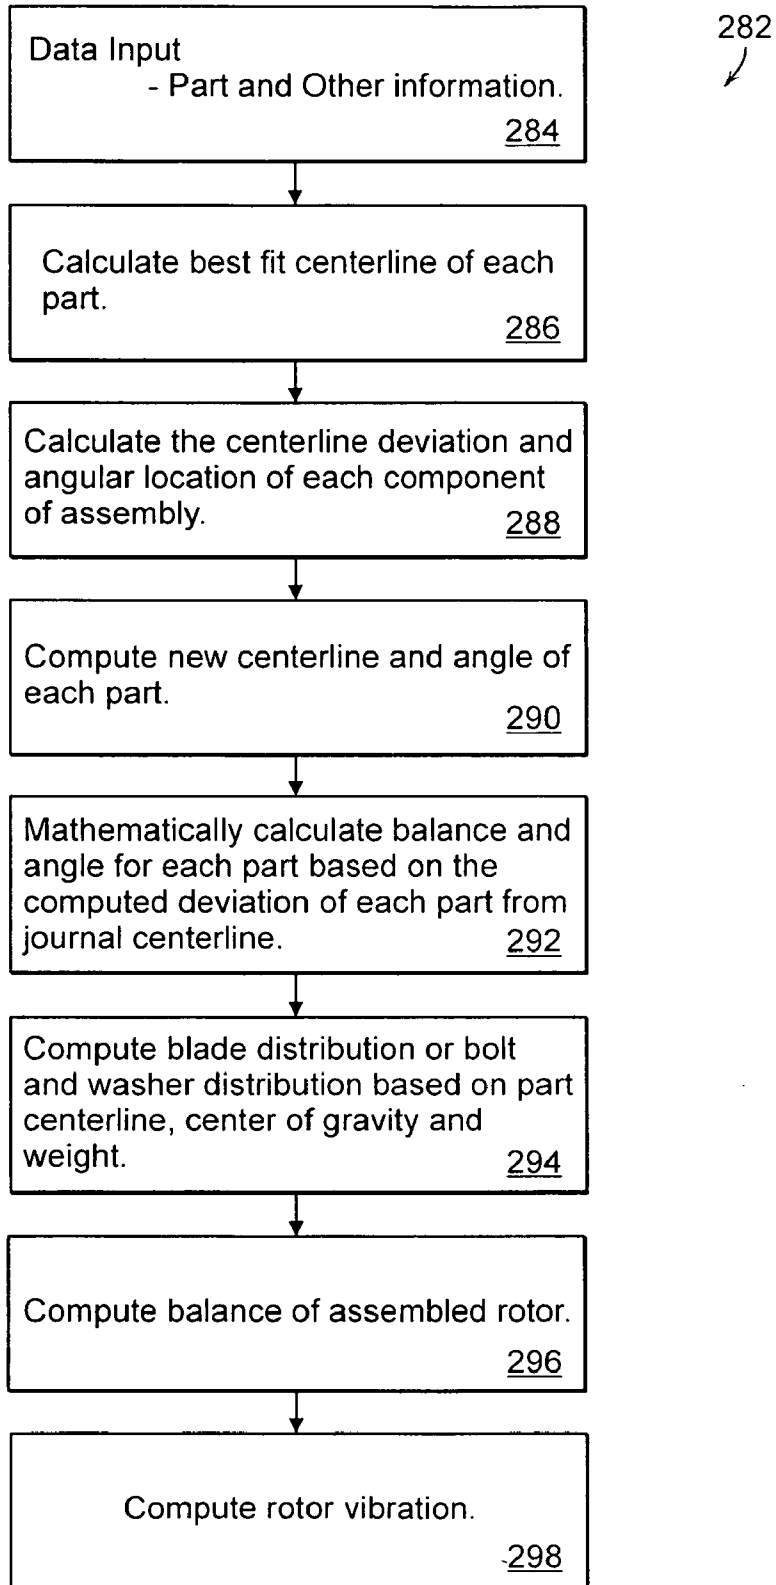 282
Data Input
- Part and Other information.
284
Calculate best fit centerline of each
part.
286
Calculate the centerline deviation and
angular location of each component
of assembly.
288
Compute new centerline and angle of
each part.
290
Mathematically calculate balance and
angle for each part based on the
computed deviation of each part from
journal centerline.
292
Compute blade distribution or bolt
and washer distribution based on part
centerline, center of gravity and
weight.
294
Compute balance of assembled rotor.
296
Compute rotor vibration.
298